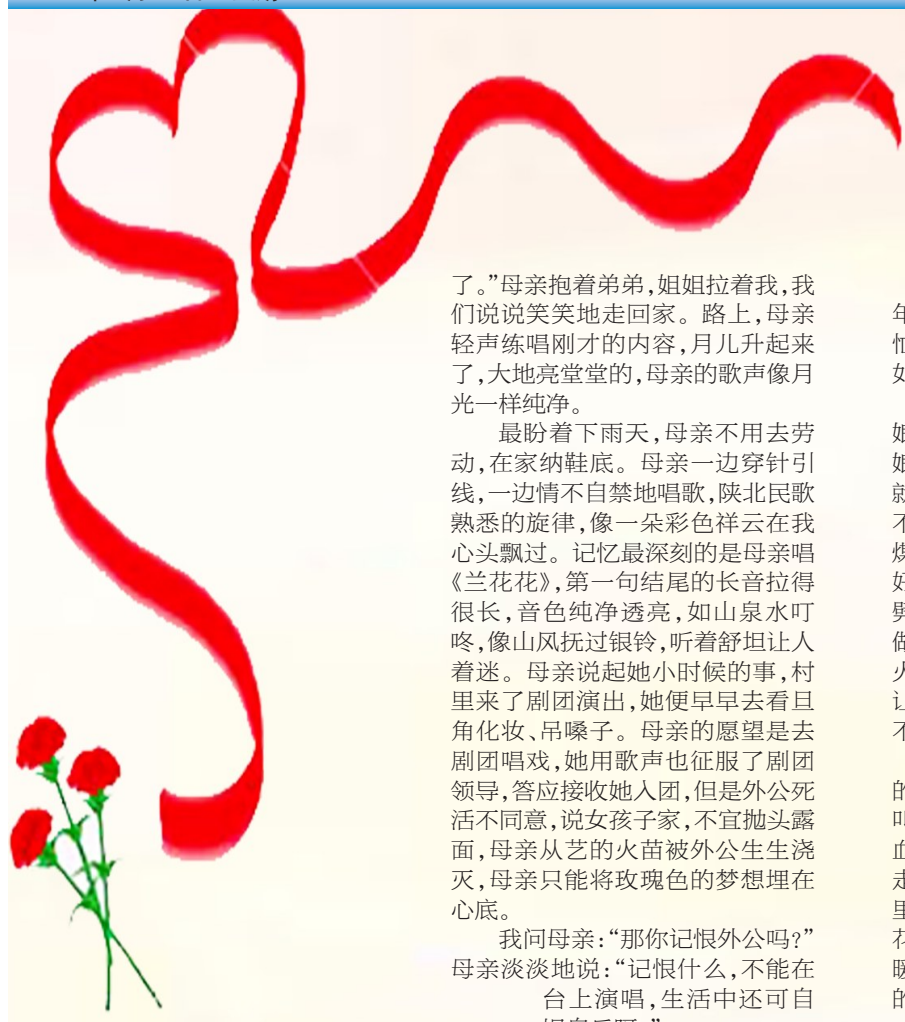 了。”母亲抱着弟弟,姐姐拉着我,我
们说说笑笑地走回家。路上,母亲
轻声练唱刚才的内容,月儿升起来
了,大地亮堂堂的,母亲的歌声像月
光一样纯净。
最盼着下雨天,母亲不用去劳
动,在家纳鞋底。母亲一边穿针引
线,一边情不自禁地唱歌,陕北民歌
熟悉的旋律,像一朵彩色祥云在我
心头飘过。记忆最深刻的是母亲唱
《兰花花》,第一句结尾的长音拉得
很长,音色纯净透亮,如山泉水叮
咚,像山风抚过银铃,听着舒坦让人
着迷。母亲说起她小时候的事,村
里来了剧团演出,她便早早去看旦
角化妆、吊嗓子。母亲的愿望是去
剧团唱戏,她用歌声也征服了剧团
领导,答应接收她入团,但是外公死
活不同意,说女孩子家,不宜抛头露
面,母亲从艺的火苗被外公生生浇
灭,母亲只能将玫瑰色的梦想埋在
心底。
我问母亲:“那你记恨外公吗?”
母亲淡淡地说:“记恨什么,不能在
台上演唱,生活中还可自
年
如
不
好
做
火
不
的
血
走
里
花
暖
的